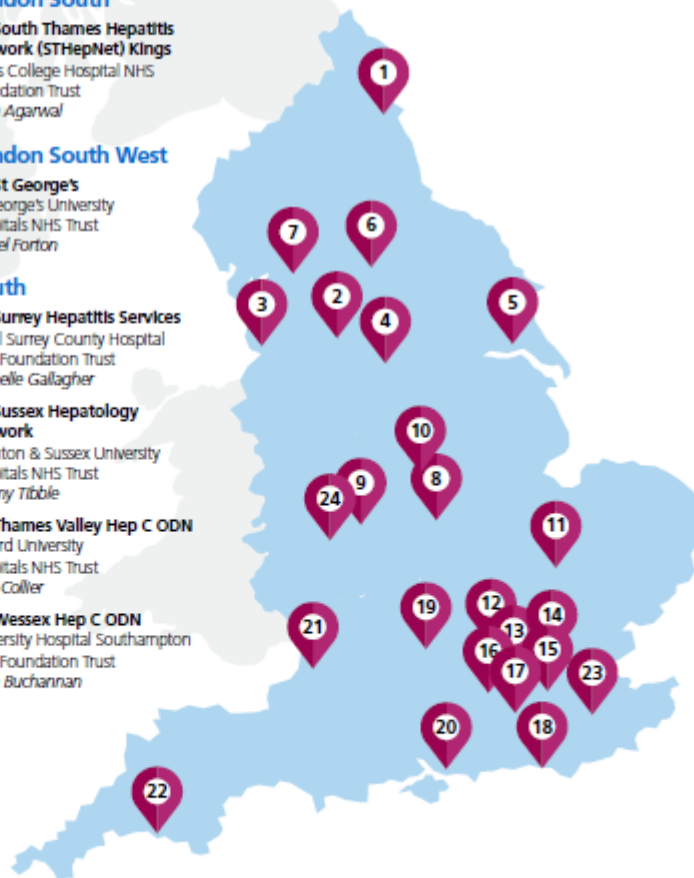 ndon South
South Thames Hepatitis
work (STHepNet) Kings
s College Hospital NHS
dation Trust
Agarwal
ndon South West
St George's
eorge's University
itals NHS Trust
el Forton
uth
Surrey Hepatitis Services
l Surrey County Hospital
Foundation Trust
elle Gallagher
Sussex Hepatology
work
ton & Sussex University
itals NHS Trust
ny Tibble
Thames Valley Hep C ODN
rd University
itals NHS Trust
Collier
Wessex Hep C ODN
ersity Hospital Southampton
Foundation Trust
Buchannan
1
6
7
2
3
5
4
10
8
9
24
11
12
19
14
21
13
15
16
17
23
20
18
22